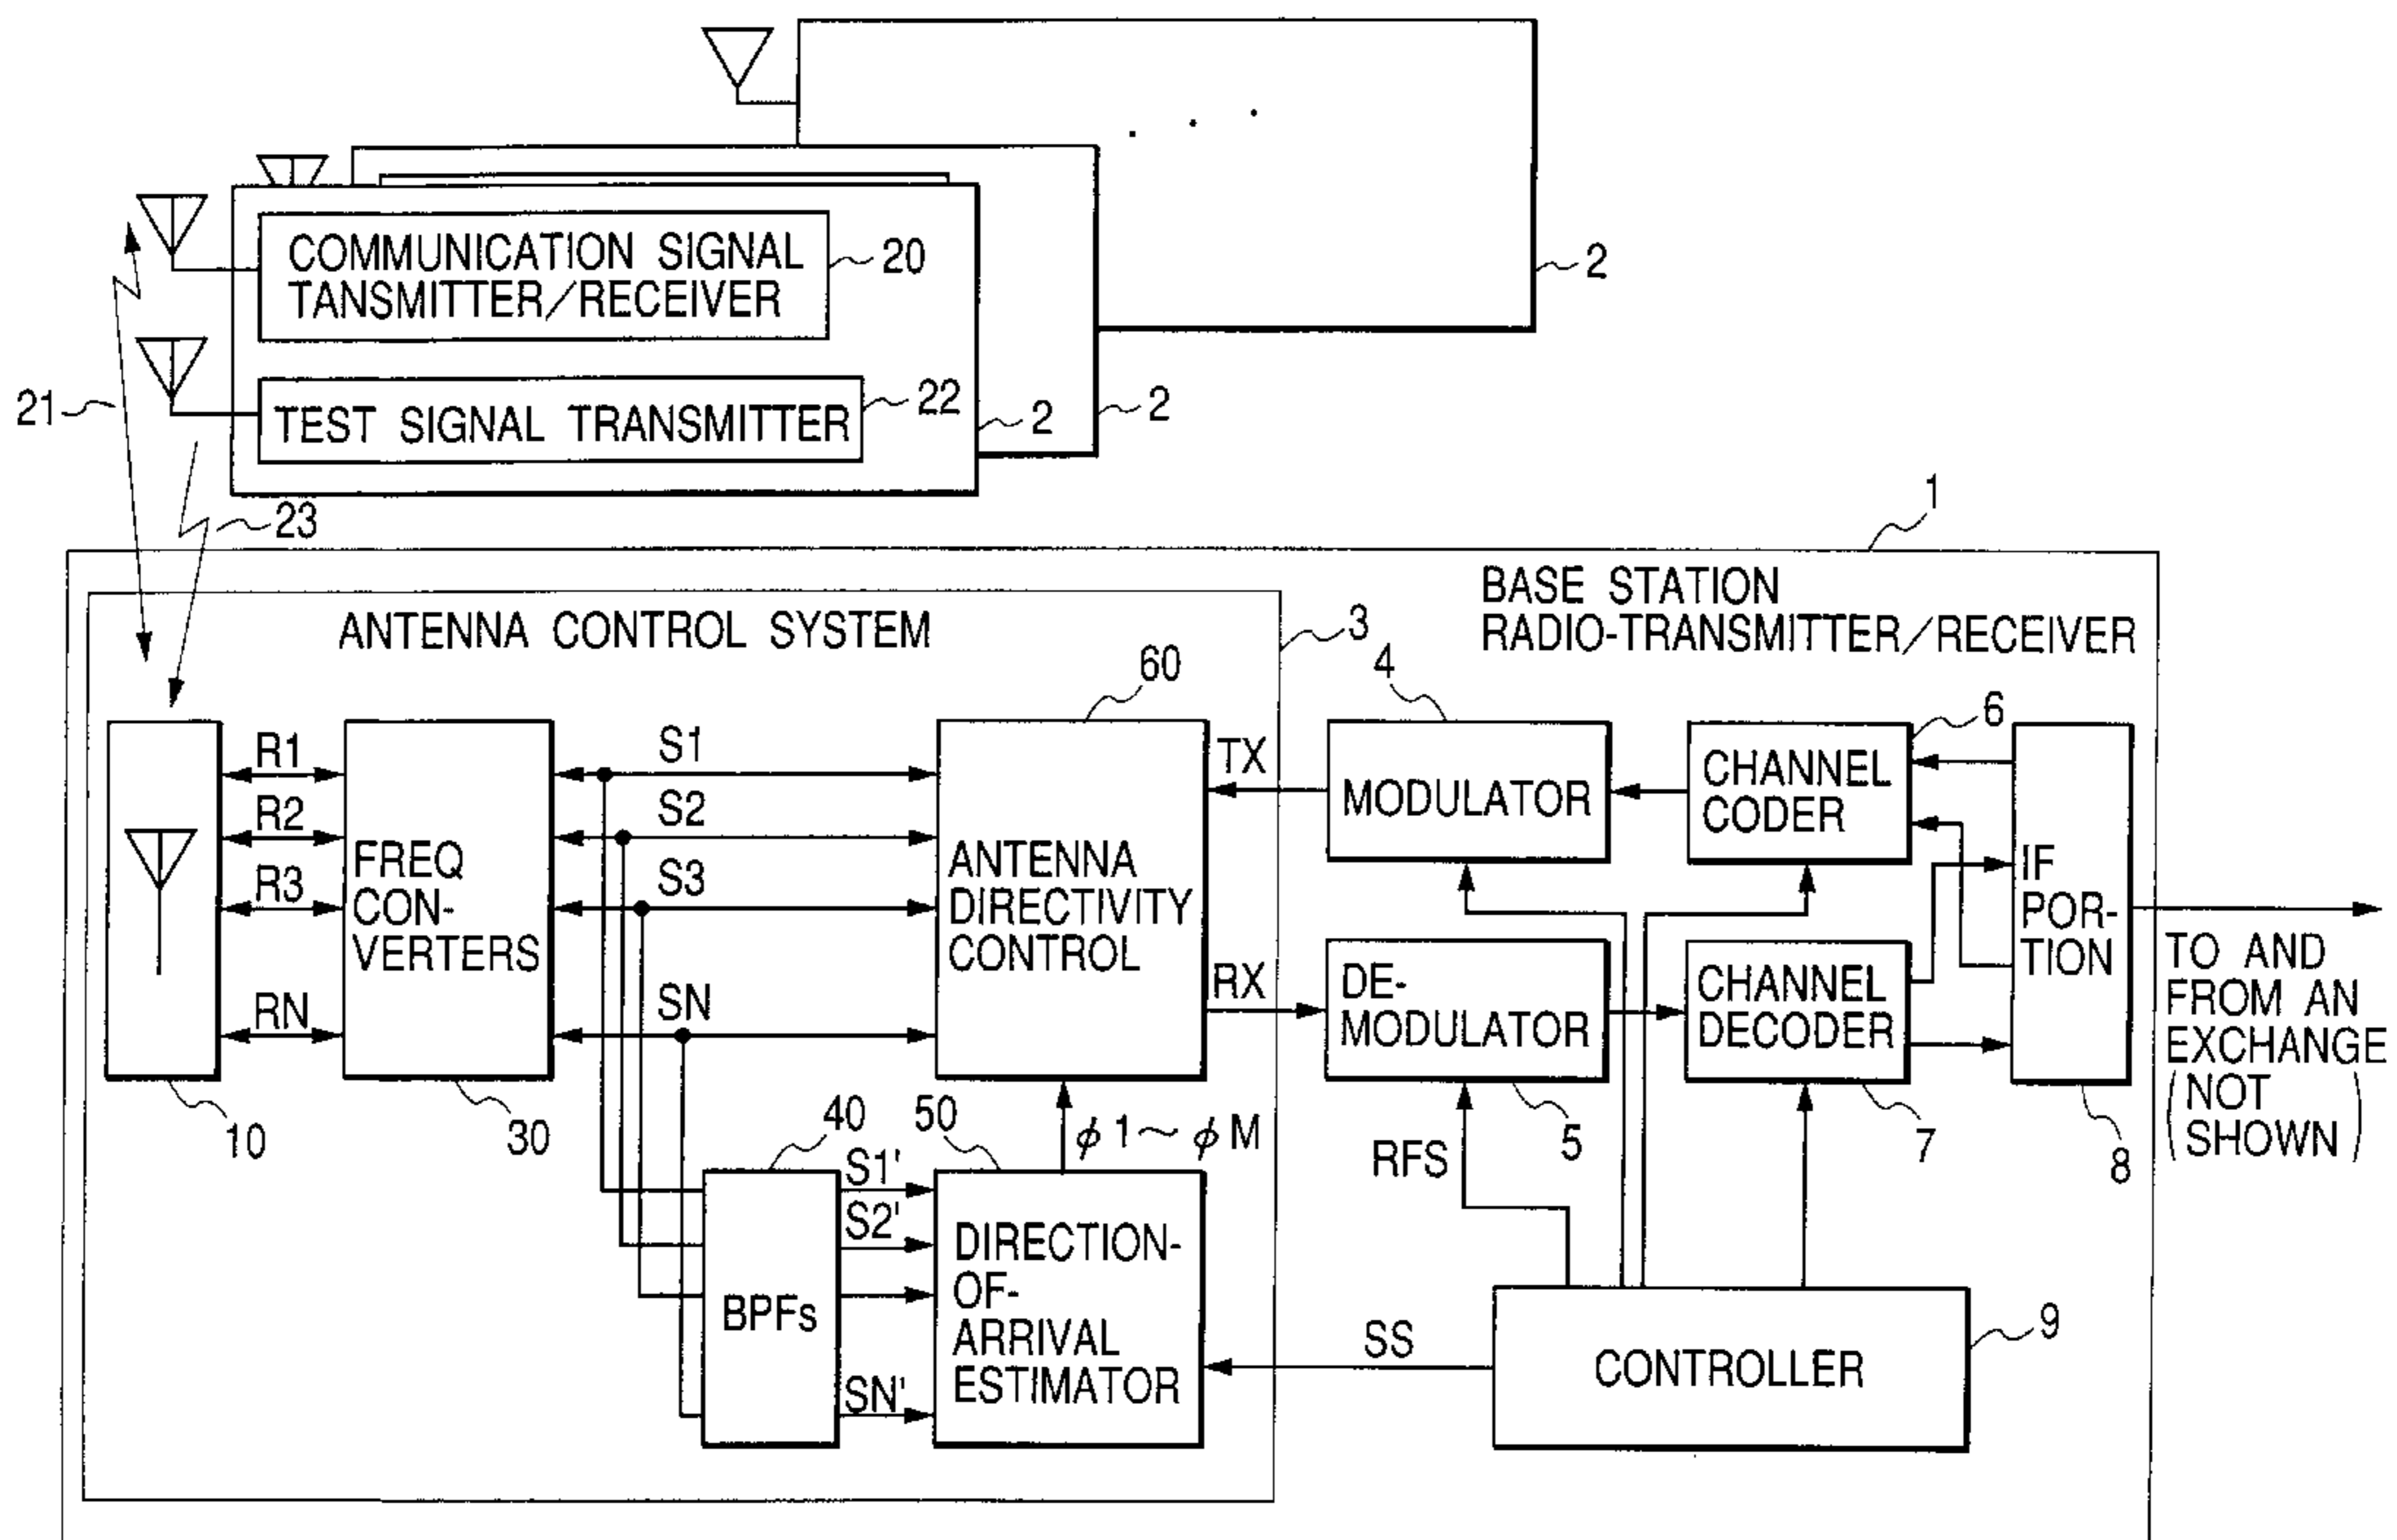 COMMUNICATION SIGNAL
TANSMITTER/RECEIVER
20
TEST SIGNAL TRANSMITTER
22
2
2
2
21
23
1
BASE STATION
RADIO-TRANSMITTER/RECEIVER
ANTENNA CONTROL SYSTEM
3
60
4
6
R1
R2
R3
RN
10
FREQ
CON-
VERTERS
30
S1
S2
S3
SN
ANTENNA
DIRECTIVITY
CONTROL
TX
RX
MODULATOR
CHANNEL
CODER
DE-
MODULATOR
5
CHANNEL
DECODER
7
IF
POR-
TION
8
TO AND
FROM AN
EXCHANGE
(NOT
SHOWN)
40
50
ϕ1~ϕM
RFS
S1'
S2'
SN'
BPFs
DIRECTION-
OF-
ARRIVAL
ESTIMATOR
SS
CONTROLLER
9